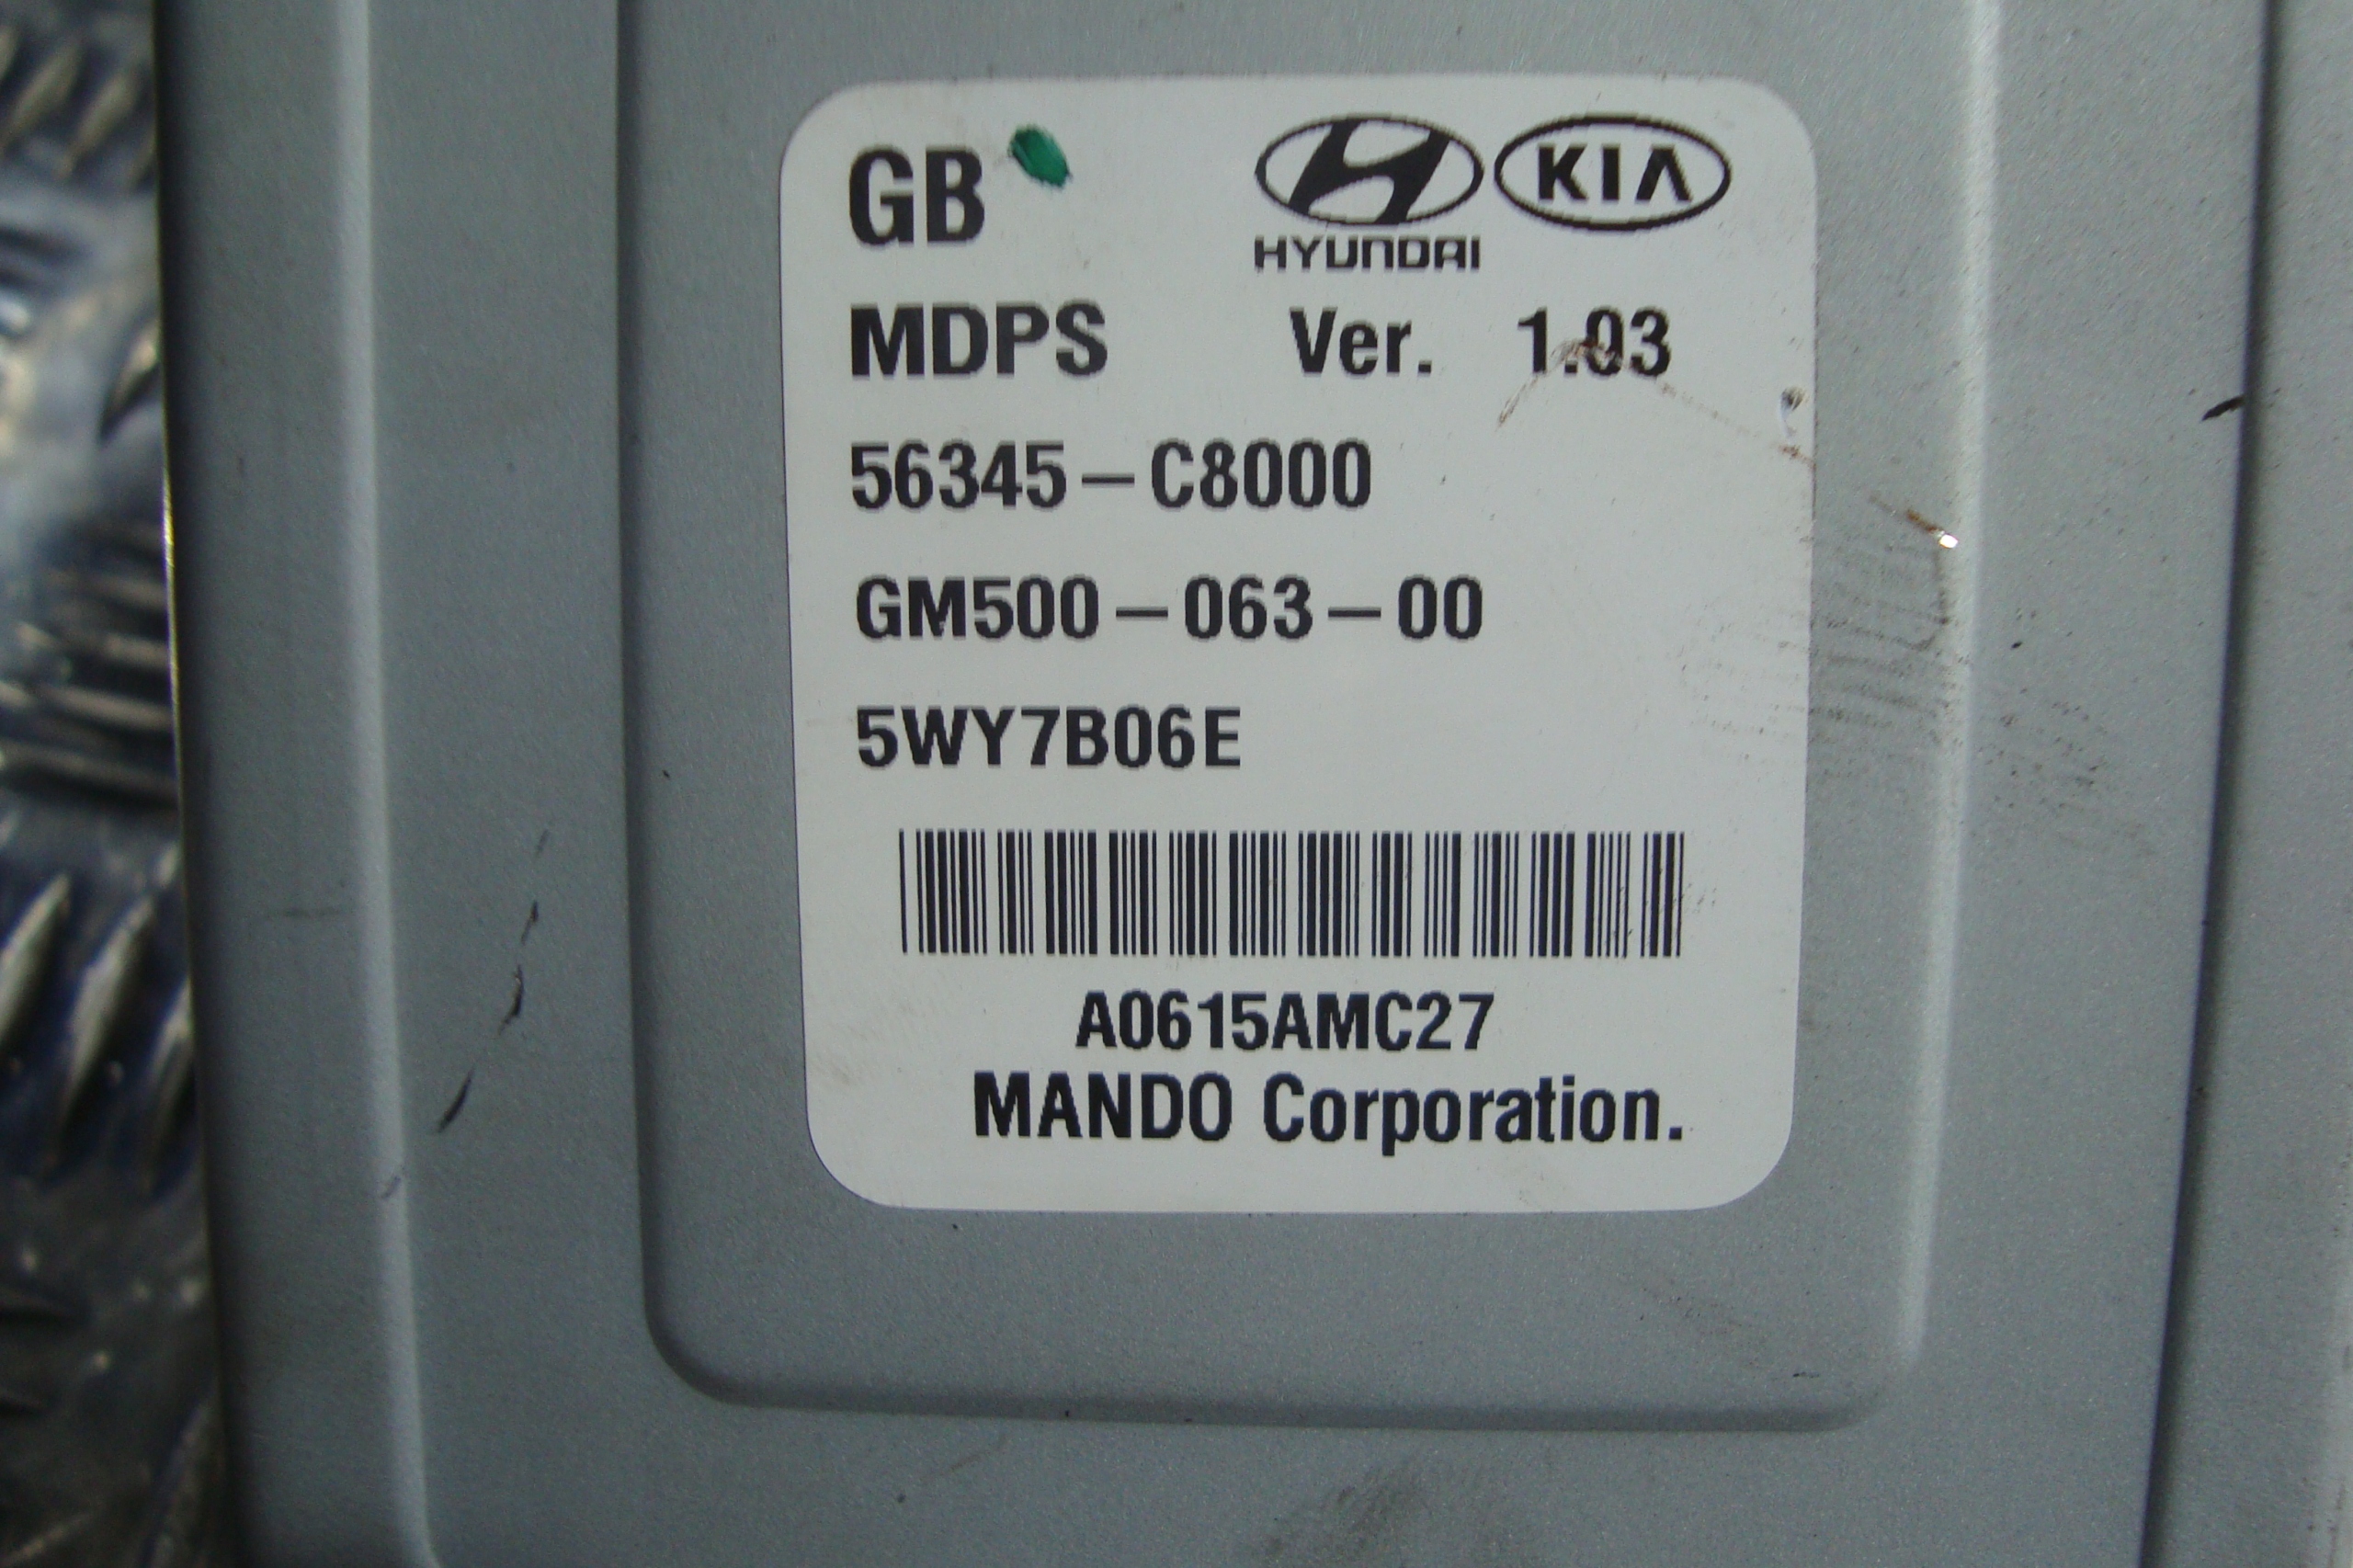 GB KIA
HYUNDAI
MDPS Ver. 1.03
56345-C8000
GM500-063-00
5WY7B06E
A0615AMC27
MANDO Corporation.